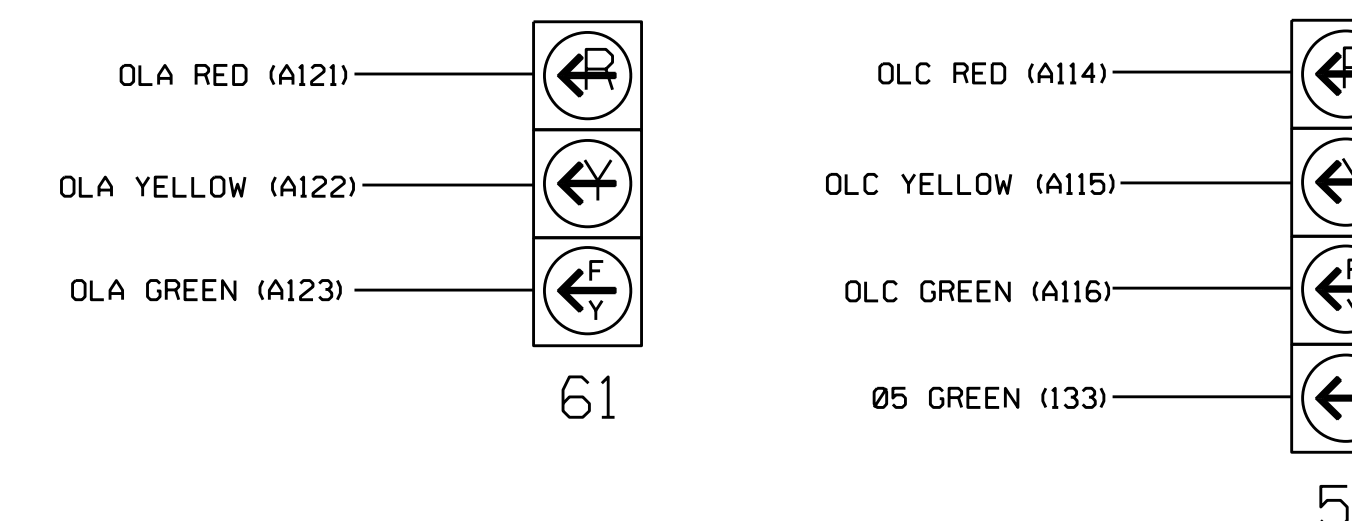 OLA RED (A121)
R
OLA YELLOW (A122)
Y
OLA GREEN (A123)
F
Y
61
OLC RED (A114)
OLC YELLOW (A115)
OLC GREEN (A116)
Ø5 GREEN (133)
5